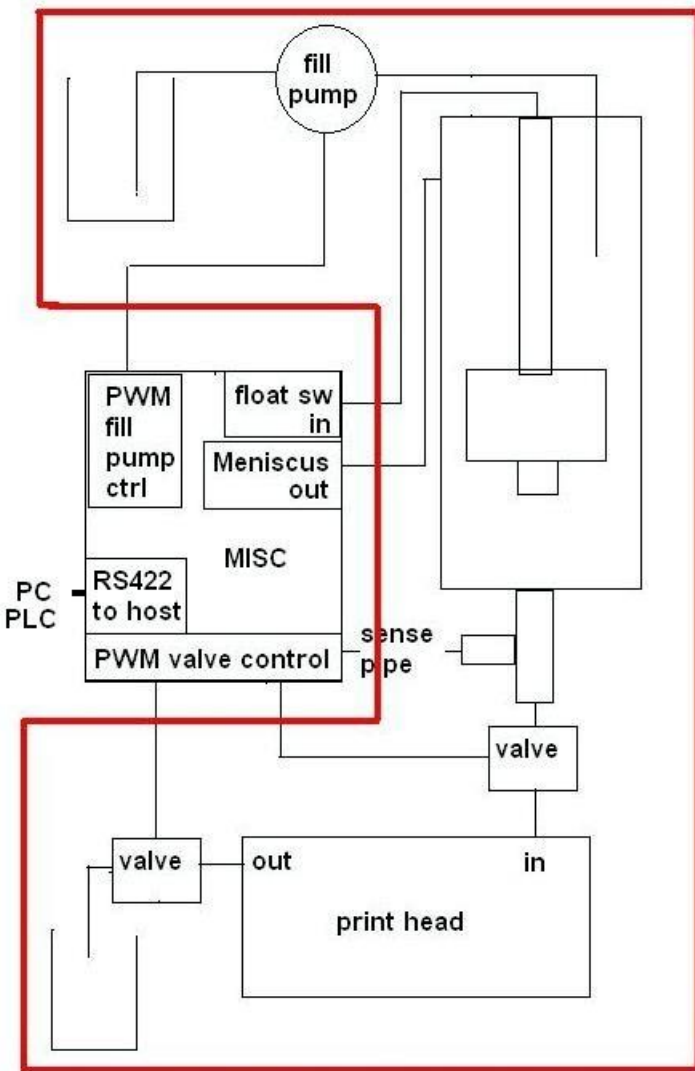 fill
pump
PWM
fill
pump
ctrl
float sw
in
Meniscus
out
MISC
PC
PLC
RS422
to host
PWM valve control
sense
pipe
valve
valve
out
in
print head